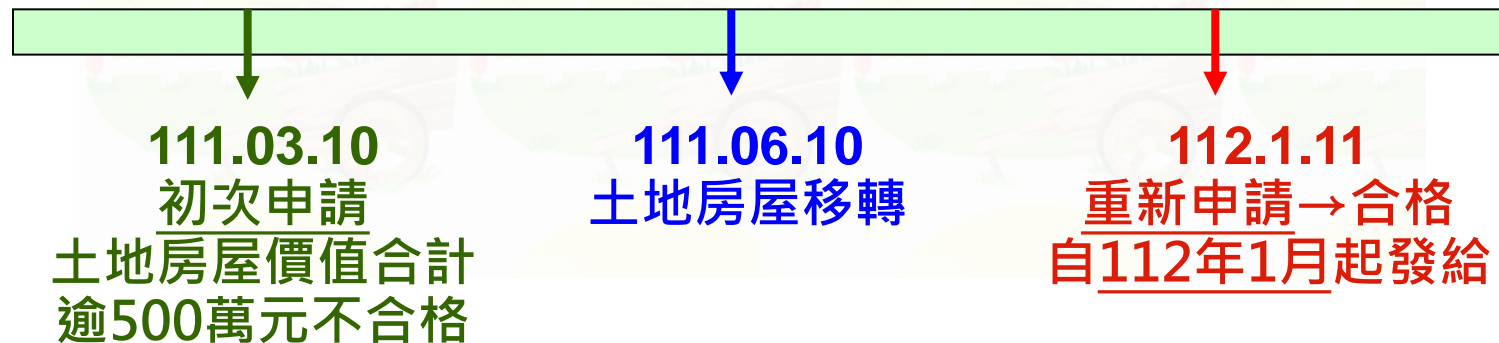 111.03.10
初次申請
土地房屋價值合計
逾500萬元不合格
111.06.10
土地房屋移轉
112.1.11
重新申請→合格
自112年1月起發給